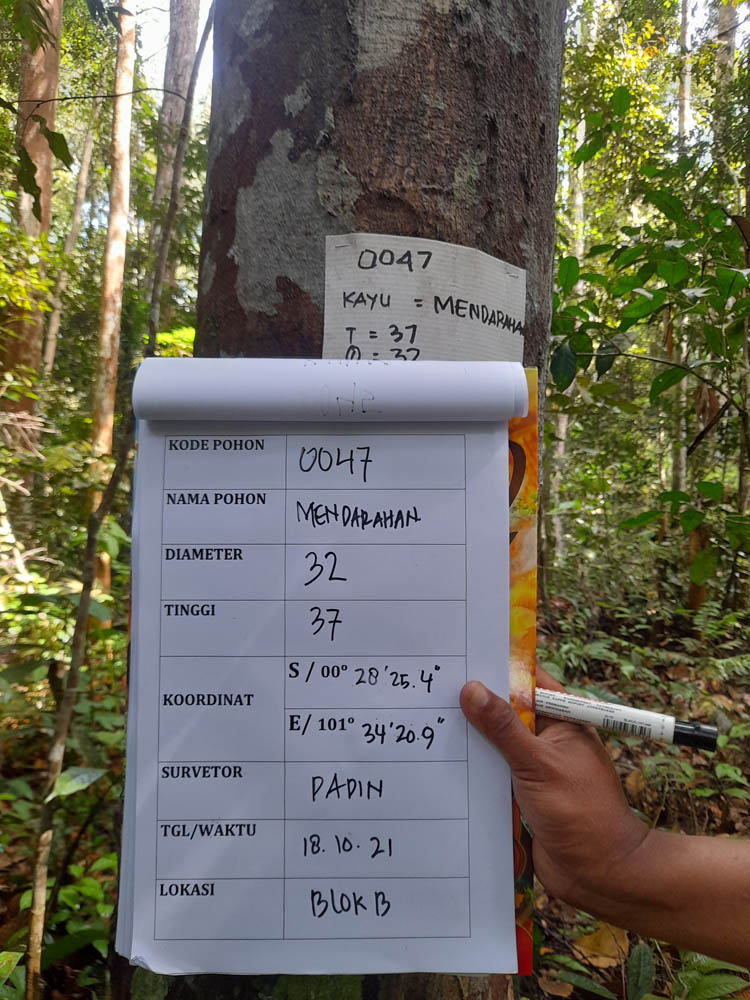 0047
KAYU = MENDARAHAN
T = 37
Ø = 32
KODE POHON 0047
NAMA POHON MENDARAHAN
DIAMETER 32
TINGGI 37
KOORDINAT S / 00° 28'25.4"
E/ 101° 34'20.9"
SURVETOR DADIN
TGL/WAKTU 18.10.21
LOKASI BLOK B